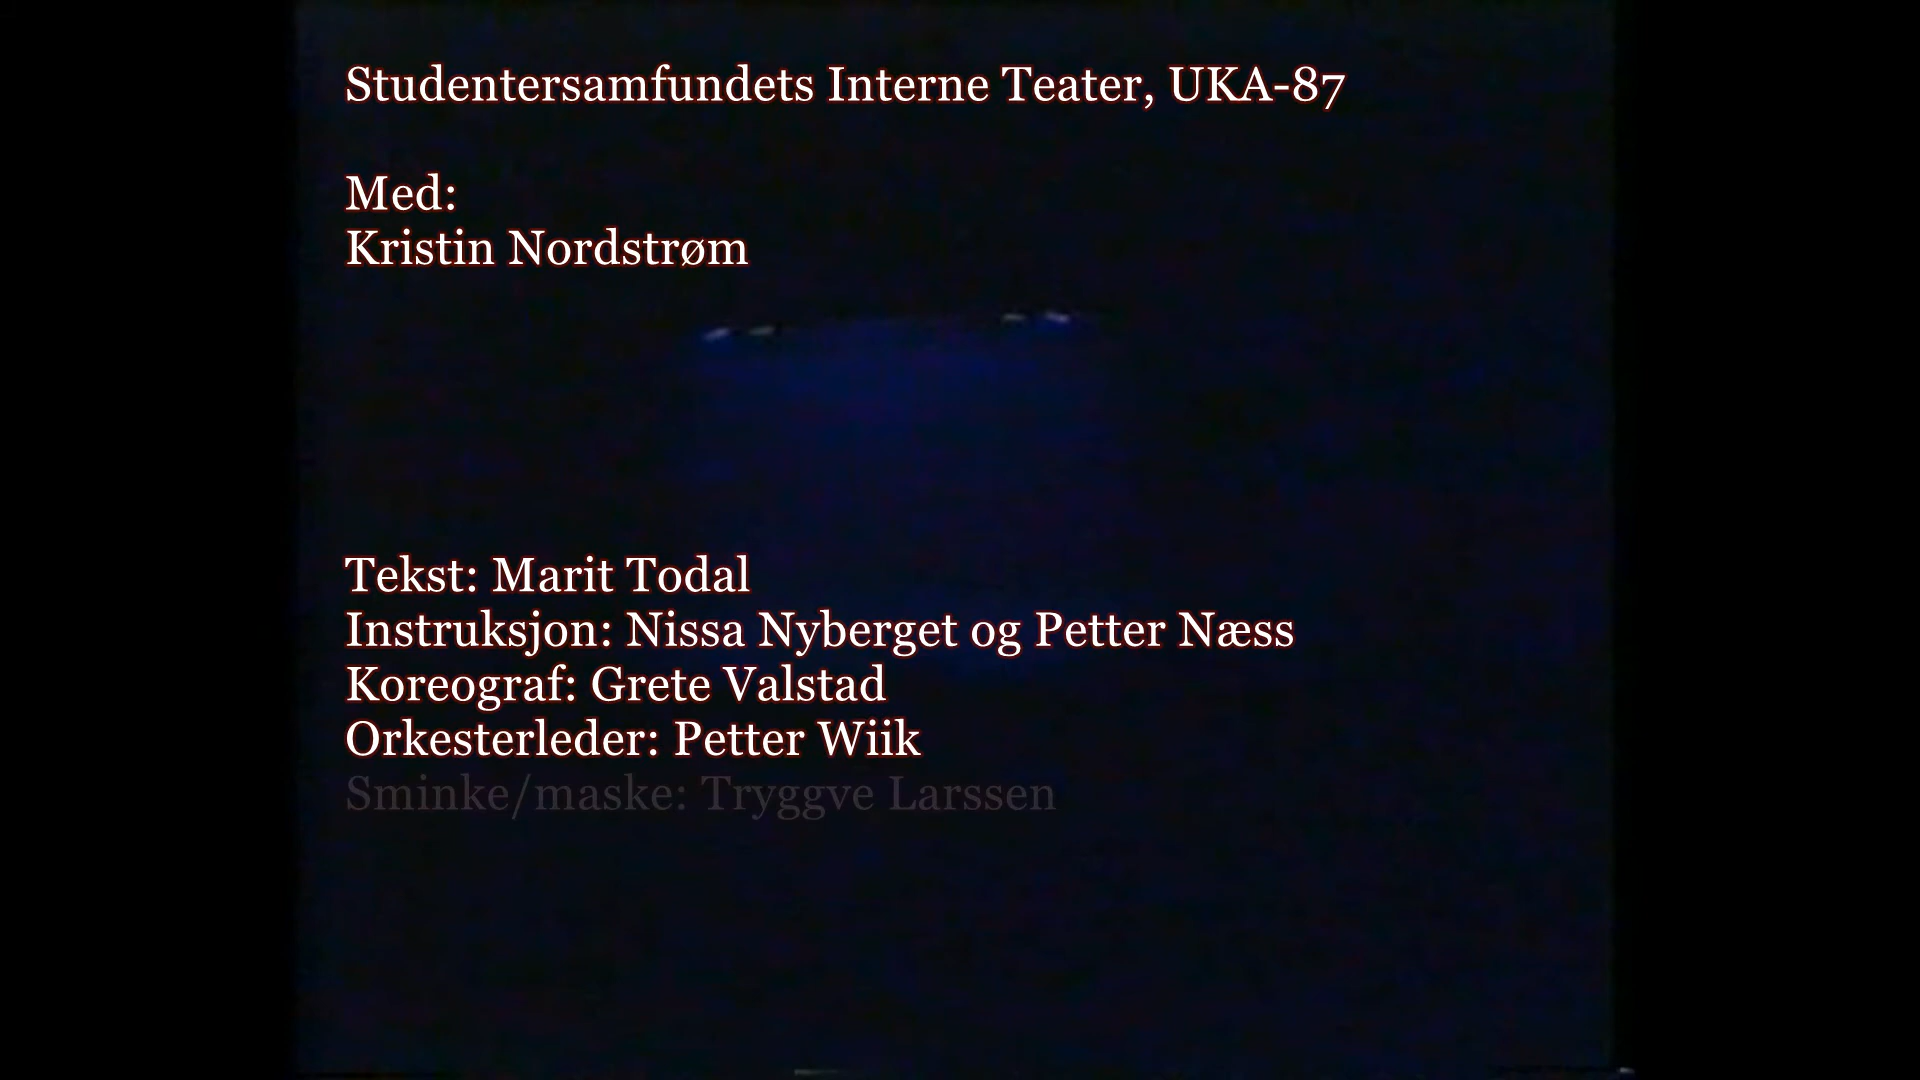 Studentersamfundets Interne Teater, UKA-87
Med:
Kristin Nordstrøm
Tekst: Marit Todal
Instruksjon: Nissa Nyberget og Petter Næss
Koreograf: Grete Valstad
Orkesterleder: Petter Wiik
Sminke/maske: Tryggve Larssen